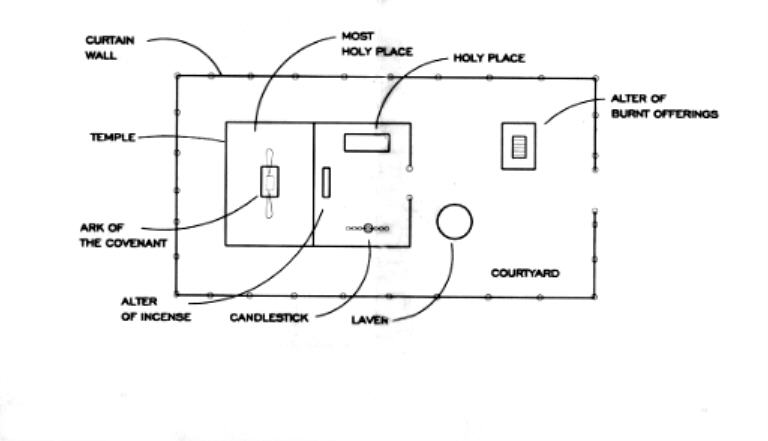 CURTAIN
WALL
MOST
HOLY PLACE
HOLY PLACE
ALTER OF
BURNT OFFERINGS
TEMPLE
ARK OF
THE COVENANT
COURTYARD
ALTER
OF INCENSE
CANDLESTICK
LAVER